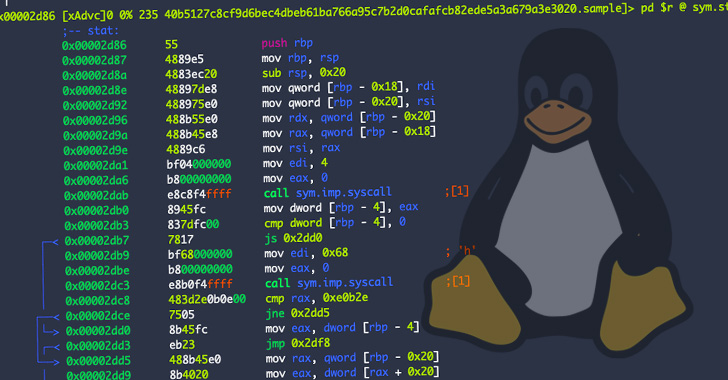 x00002d86 [xAdvc]0 0% 235 40b5127c8cf9d6bec4dbeb61ba766a95c7b2d0cafafcb82ede5a3a679a3e3020.sample]> pd $r @ sym.s
;-- stat:
0x00002d86 55 push rbp
0x00002d87 4889e5 mov rbp, rsp
0x00002d8a 4883ec20 sub rsp, 0x20
0x00002d8e 48897de8 mov qword [rbp - 0x18], rdi
0x00002d92 488975e0 mov qword [rbp - 0x20], rsi
0x00002d96 488b55e0 mov rdx, qword [rbp - 0x20]
0x00002d9a 488b45e8 mov rax, qword [rbp - 0x18]
0x00002d9e 4889c6 mov rsi, rax
0x00002da1 bf04000000 mov edi, 4
0x00002da6 b800000000 mov eax, 0
0x00002dab e8c8f4ffff call sym.imp.syscall ;[1]
0x00002db0 8945fc mov dword [rbp - 4], eax
0x00002db3 837dfc00 cmp dword [rbp - 4], 0
0x00002db7 7817 js 0x2dd0
0x00002db9 bf68000000 mov edi, 0x68 ; 'h'
0x00002dbe b800000000 mov eax, 0
0x00002dc3 e8b0f4ffff call sym.imp.syscall ;[1]
0x00002dc8 483d2e0b0e00 cmp rax, 0xe0b2e
0x00002dce 7505 jne 0x2dd5
0x00002dd0 8b45fc mov eax, dword [rbp - 4]
0x00002dd3 eb23 jmp 0x2df8
0x00002dd5 488b45e0 mov rax, qword [rbp - 0x20]
0x00002dd9 8b4020 mov eax, dword [rax + 0x20]